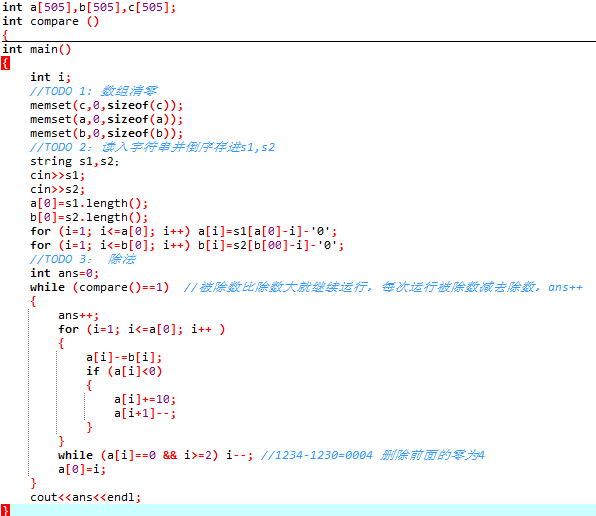 int a[505],b[505],c[505];
int compare ()
{
int main()
{
int i;
//TODO 1: 数组清零
memset(c,0,sizeof(c));
memset(a,0,sizeof(a));
memset(b,0,sizeof(b));
//TODO 2: 读入字符串并倒序存进s1,s2
string s1,s2;
cin>>s1;
cin>>s2;
a[0]=s1.length();
b[0]=s2.length();
for (i=1; i<=a[0]; i++) a[i]=s1[a[0]-i]-'0';
for (i=1; i<=b[0]; i++) b[i]=s2[b[00]-i]-'0';
//TODO 3: 除法
int ans=0;
while (compare()==1) //被除数比除数大就继续运行，每次运行被除数减去除数，ans++
{
ans++;
for (i=1; i<=a[0]; i++ )
{
a[i]-=b[i];
if (a[i]<0)
{
a[i]+=10;
a[i+1]--;
}
}
while (a[i]==0 && i>=2) i--; //1234-1230=0004 删除前面的零为4
a[0]=i;
}
cout<<ans<<endl;
}